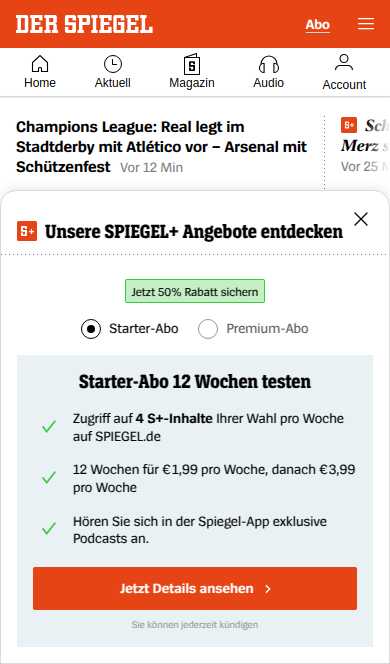 DER SPIEGEL
Abo
Home
Aktuell
Magazin
Audio
Account
Champions League: Real legt im
Stadtderby mit Atlético vor – Arsenal mit
Schützenfest Vor 12 Min
S+
Merz
Vor 25
S+ Unsere SPIEGEL+ Angebote entdecken
Jetzt 50% Rabatt sichern
Starter-Abo
Premium-Abo
Starter-Abo 12 Wochen testen
Zugriff auf 4 S+-Inhalte Ihrer Wahl pro Woche
auf SPIEGEL.de
12 Wochen für €1,99 pro Woche, danach €3,99
pro Woche
Hören Sie sich in der Spiegel-App exklusive
Podcasts an.
Jetzt Details ansehen
Sie können jederzeit kündigen